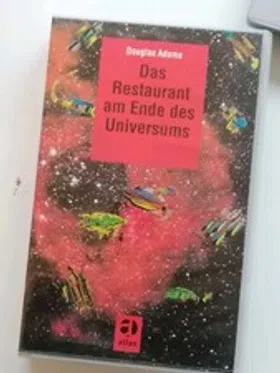 Douglas Adams
Das
Restaurant
am Ende des
Universums
a
atlas